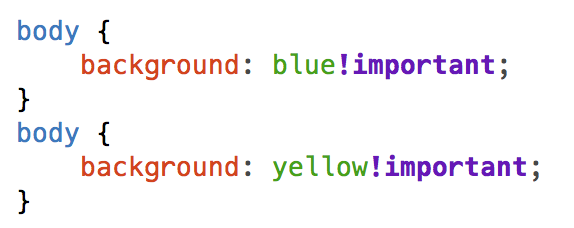 body {
    background: blue!important;
}
body {
    background: yellow!important;
}